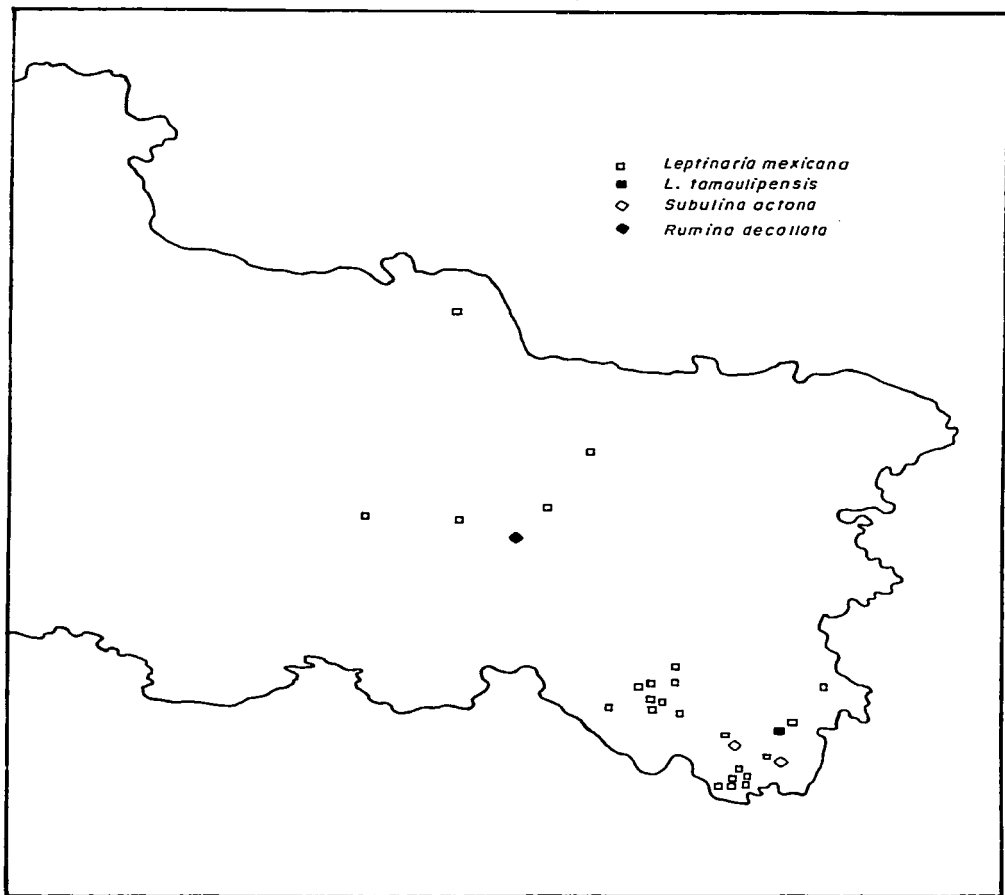 Leptinaria mexicana
L. tamaulipensis
Subulina octona
Rumina decollata